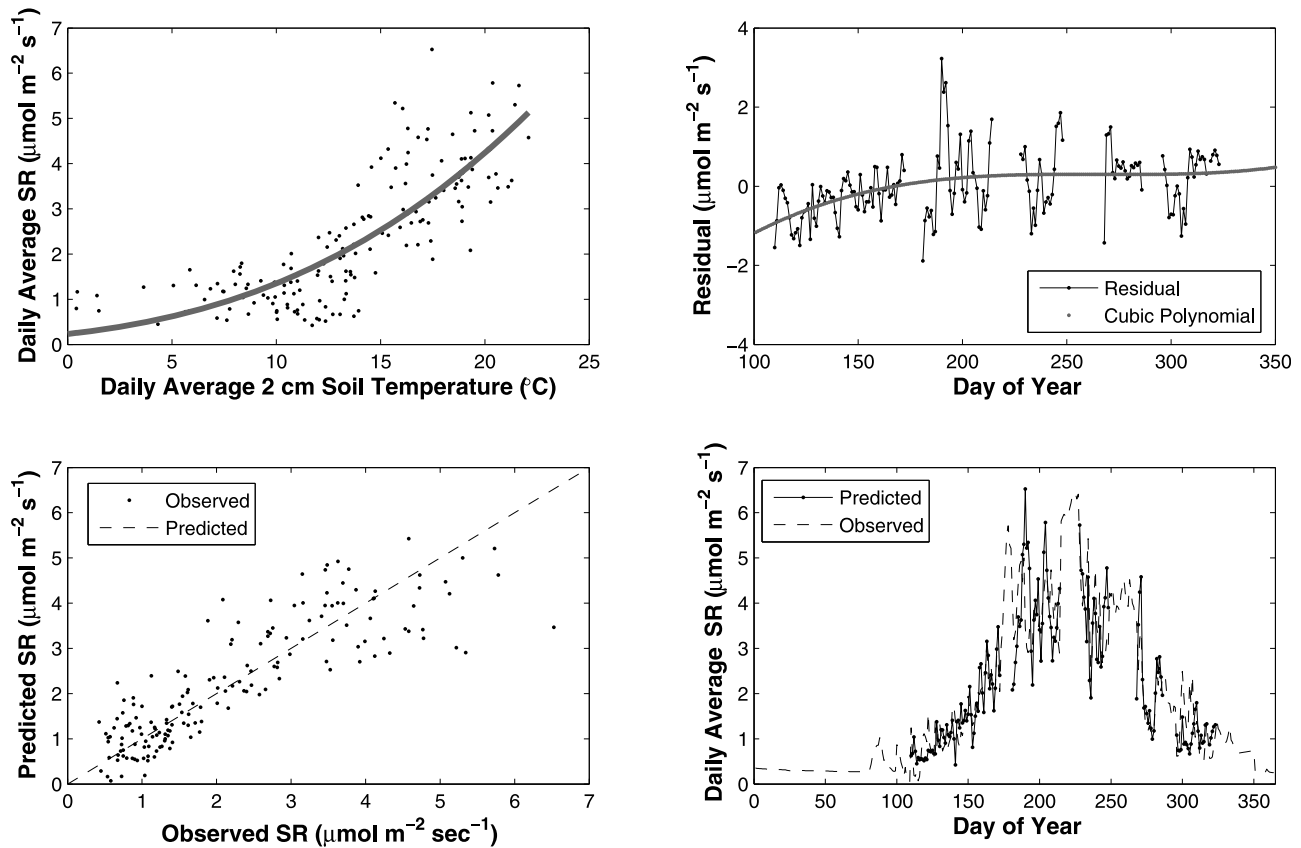 Daily Average SR (μmol m⁻² s⁻¹)
7
6
5
4
3
2
1
0
0 5 10 15 20 25
Daily Average 2 cm Soil Temperature (°C)
Residual (μmol m⁻² s⁻¹)
4
2
0
−2
−4
Residual
Cubic Polynomial
100 150 200 250 300 350
Day of Year
Predicted SR (μmol m⁻² s⁻¹)
7
6
5
4
3
2
1
0
Observed
Predicted
0 1 2 3 4 5 6 7
Observed SR (μmol m⁻² sec⁻¹)
Daily Average SR (μmol m⁻² s⁻¹)
7
6
5
4
3
2
1
0
Predicted
Observed
0 50 100 150 200 250 300 350
Day of Year